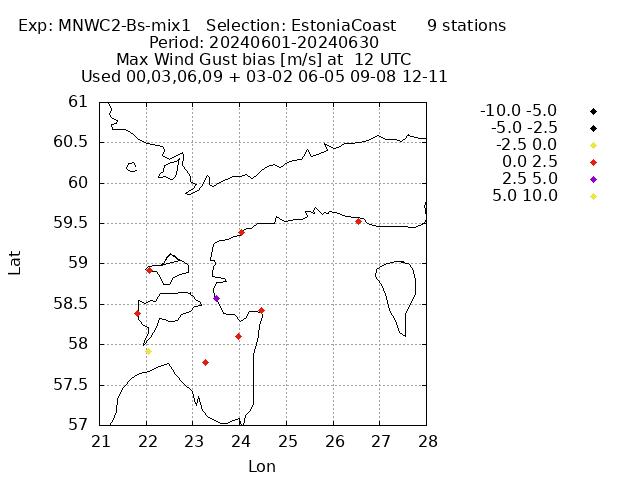 Exp: MNWC2-Bs-mix1 Selection: EstoniaCoast 9 stations
Period: 20240601-20240630
Max Wind Gust bias [m/s] at 12 UTC
Used 00,03,06,09 + 03-02 06-05 09-08 12-11
-10.0 -5.0
-5.0 -2.5
-2.5 0.0
0.0 2.5
2.5 5.0
5.0 10.0
61
60.5
60
59.5
59
58.5
58
57.5
57
Lat
21 22 23 24 25 26 27 28
Lon